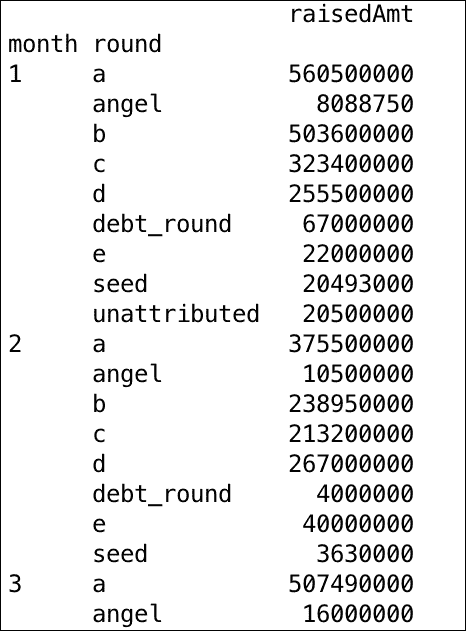 raisedAmt
month round
1 a 560500000
angel 8088750
b 503600000
c 323400000
d 255500000
debt_round 67000000
e 22000000
seed 20493000
unattributed 20500000
2 a 375500000
angel 10500000
b 238950000
c 213200000
d 267000000
debt_round 4000000
e 40000000
seed 3630000
3 a 507490000
angel 16000000